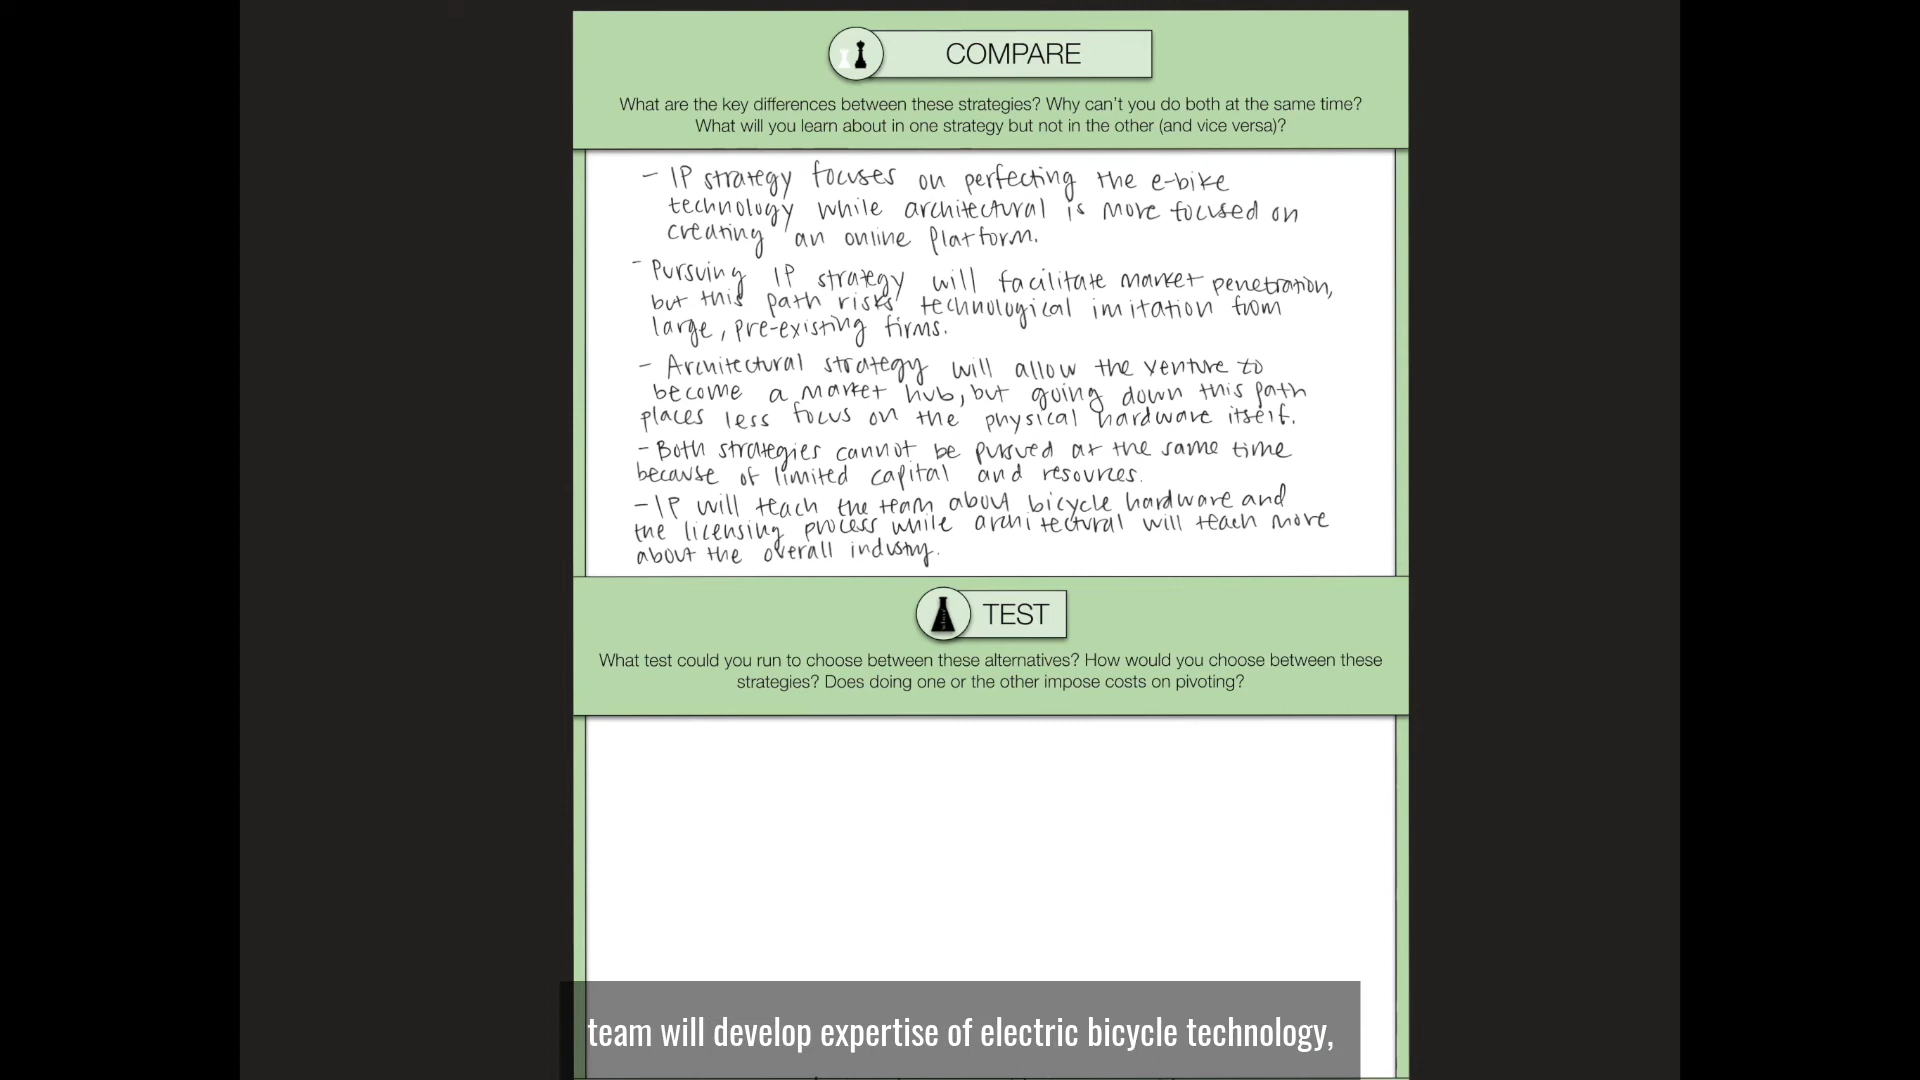 COMPARE
What are the key differences between these strategies? Why can't you do both at the same time?
What will you learn about in one strategy but not in the other (and vice versa)?
- IP strategy focuses on perfecting the e-bike
technology while architectural is more focused on
creating an online platform.
- Pursuing IP strategy will facilitate market penetration,
but this path risks technological imitation from
large, pre-existing firms.
- Architectural strategy will allow the venture to
become a market hub, but going down this path
places less focus on the physical hardware itself.
- Both strategies cannot be pursued at the same time
because of limited capital and resources.
- IP will teach the team about bicycle hardware and
the licensing process while architectural will teach more
about the overall industry.
TEST
What test could you run to choose between these alternatives? How would you choose between these
strategies? Does doing one or the other impose costs on pivoting?
team will develop expertise of electric bicycle technology,